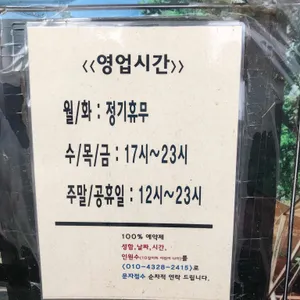 <<영업시간>>
월/화 : 정기휴무
수/목/금 : 17시~23시
주말/공휴일 : 12시~23시
100% 예약제
성함,날짜,시간,
인원수
(010-4328-2415)로
문자접수 순차적 연락 드립니다.